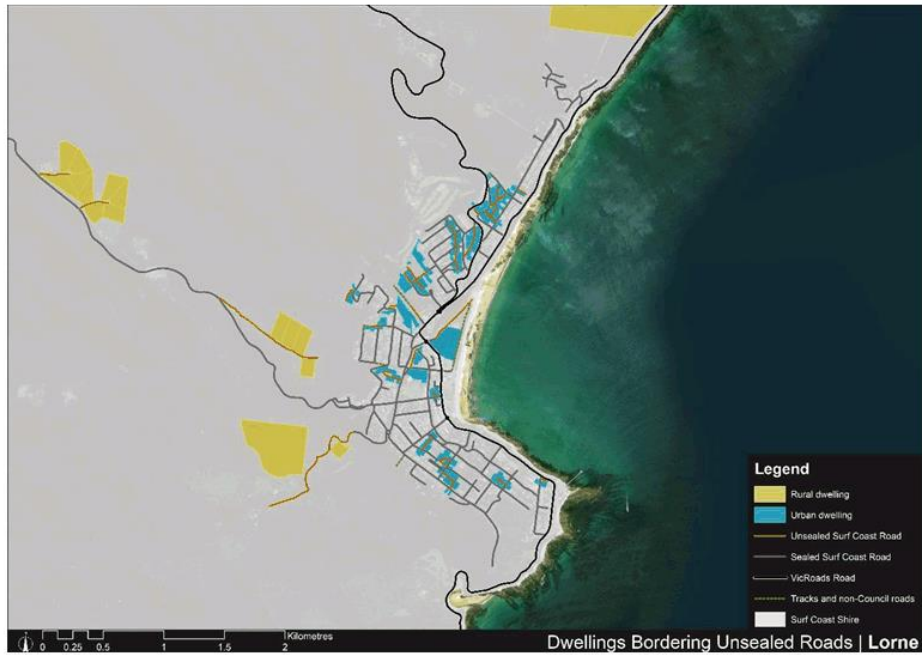 Legend
Rural dwelling
Urban dwelling
Unsealed Surf Coast Road
Sealed Surf Coast Road
VicRoads Road
Tracks and non-Council roads
Surf Coast Shire
Kilometres
0 0.25 0.5 1 1.5 2
Dwellings Bordering Unsealed Roads | Lorne